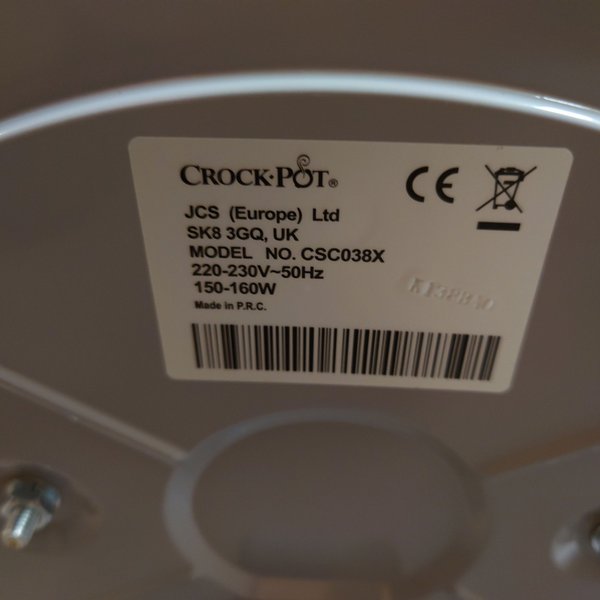 CROCK·POT®
JCS (Europe) Ltd
SK8 3GQ, UK
MODEL NO. CSC038X
220-230V~50Hz
150-160W
Made in P.R.C.
CE